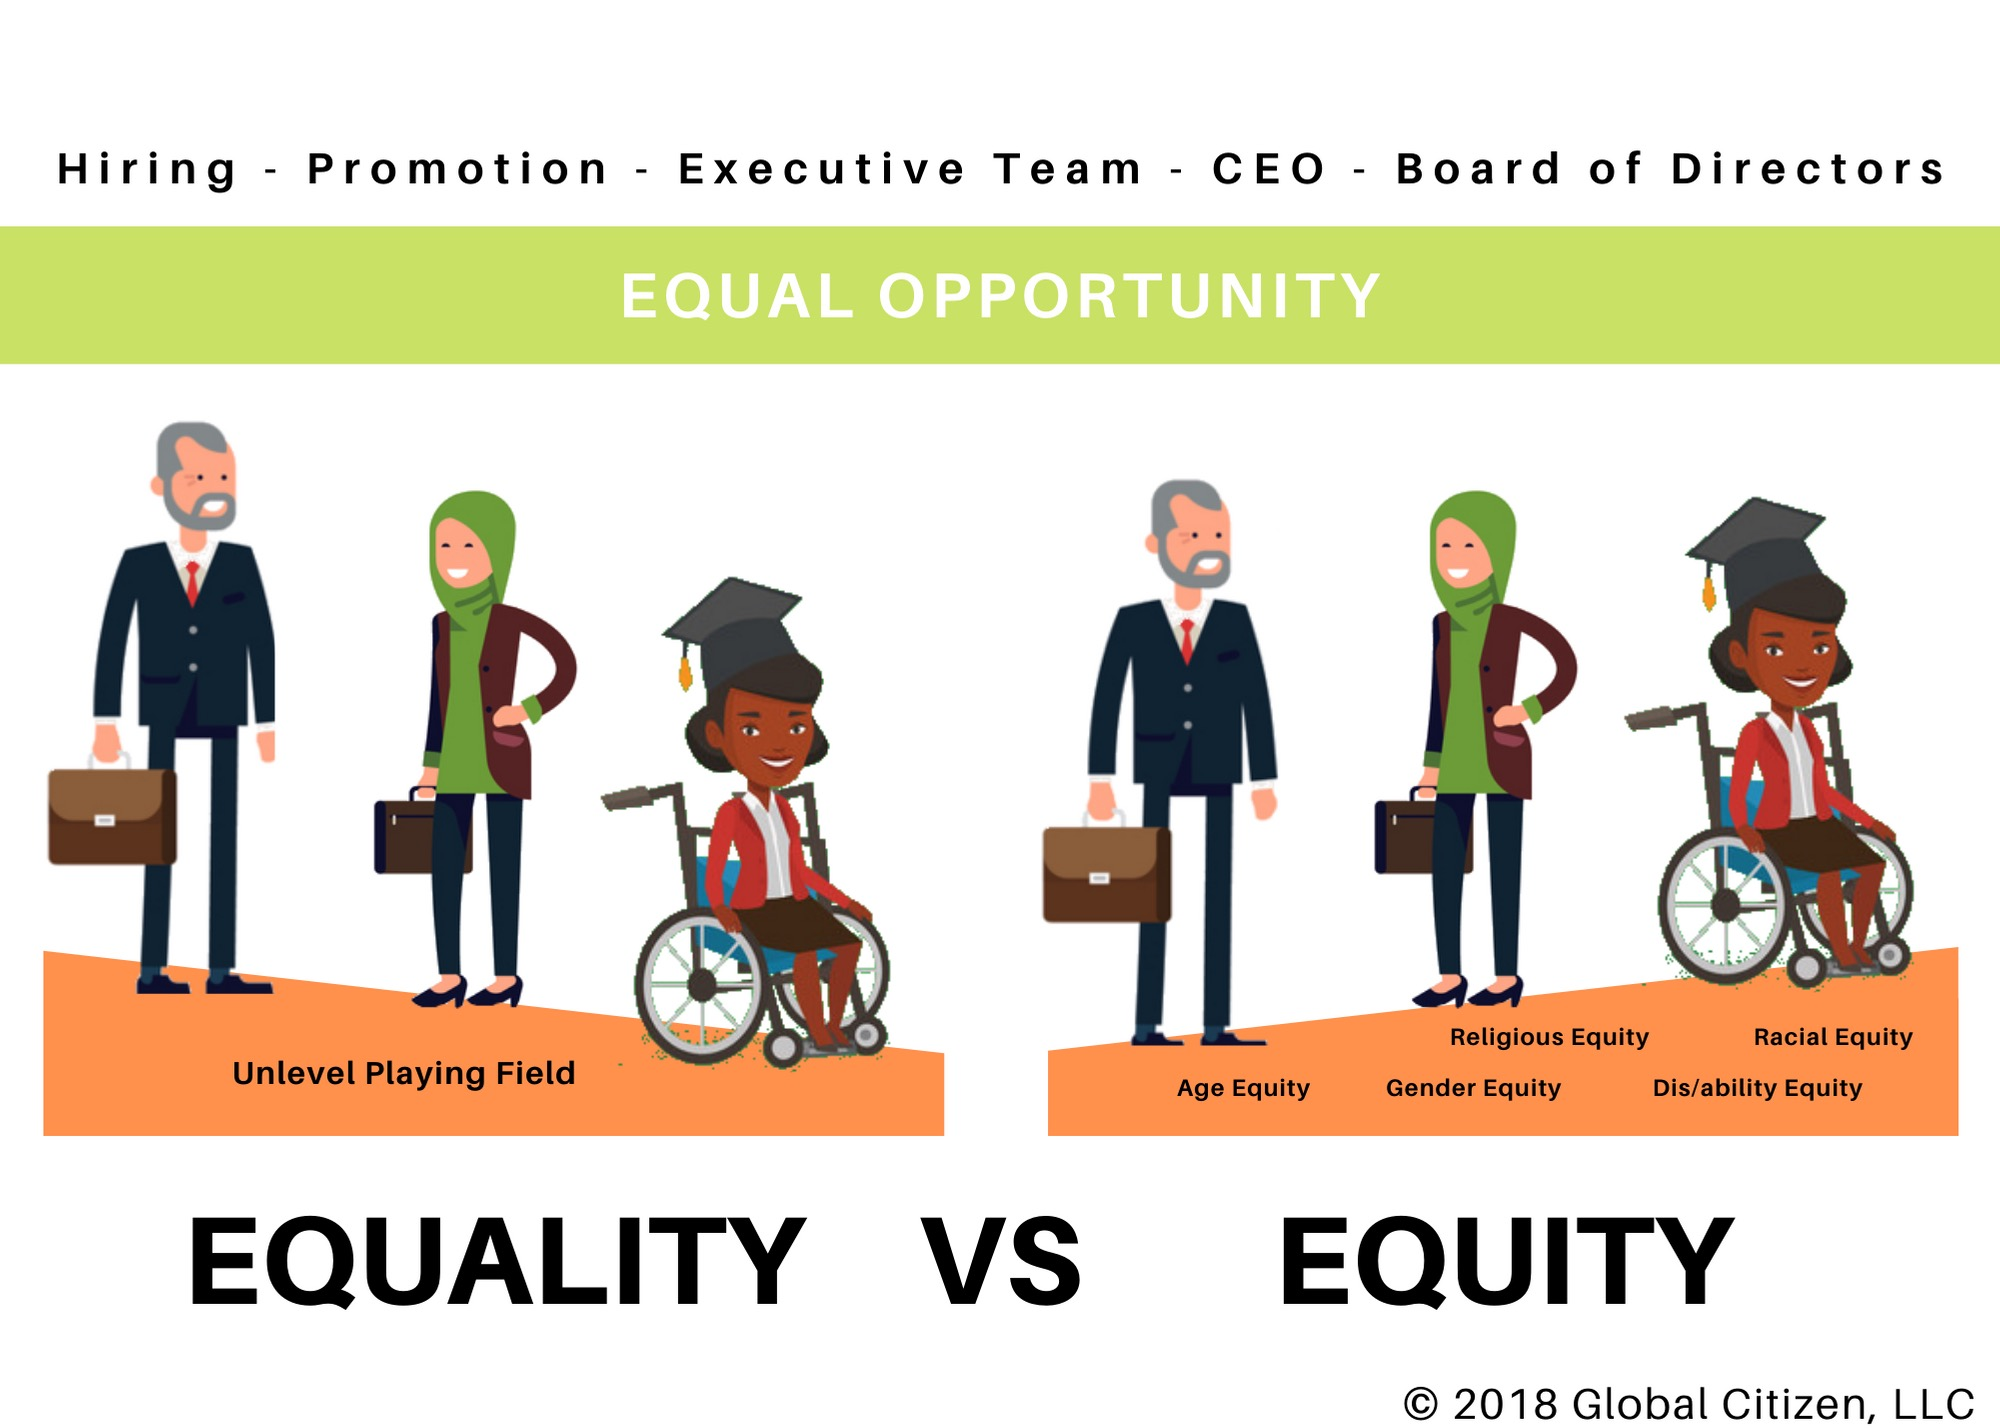 Hiring - Promotion - Executive Team - CEO - Board of Directors
EQUAL OPPORTUNITY
Unlevel Playing Field
Religious Equity Racial Equity
Age Equity Gender Equity Dis/ability Equity
EQUALITY VS EQUITY
© 2018 Global Citizen, LLC